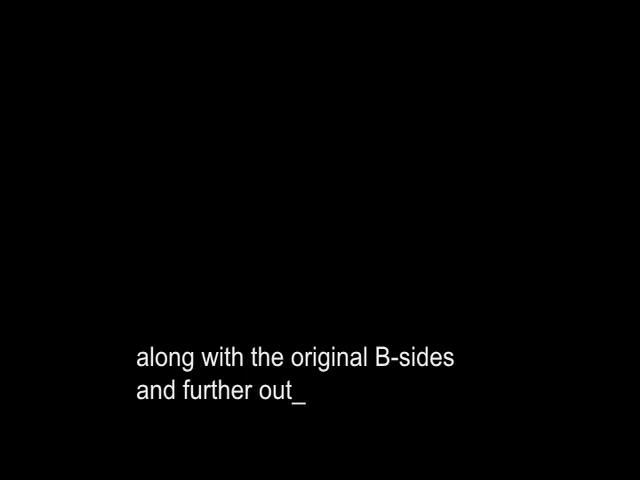 along with the original B-sides
and further out_